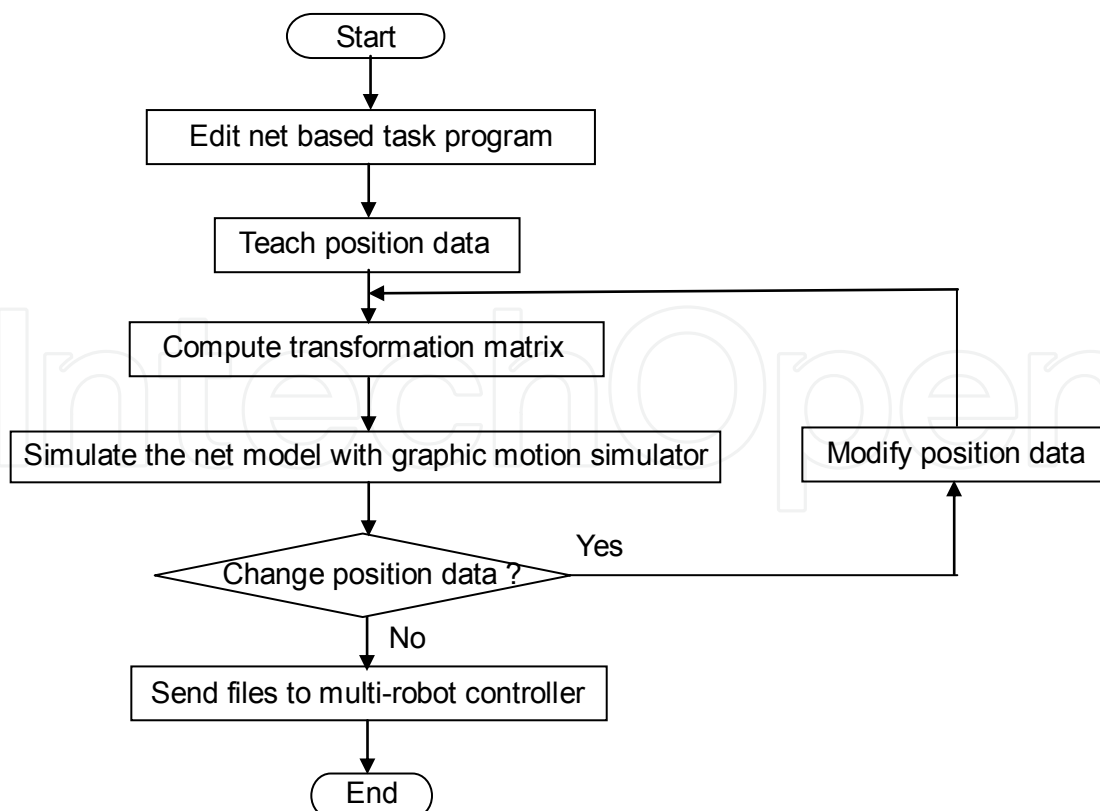 Start
Edit net based task program
Teach position data
Compute transformation matrix
Simulate the net model with graphic motion simulator
Modify position data
Yes
Change position data ?
No
Send files to multi-robot controller
End
IntechOpen